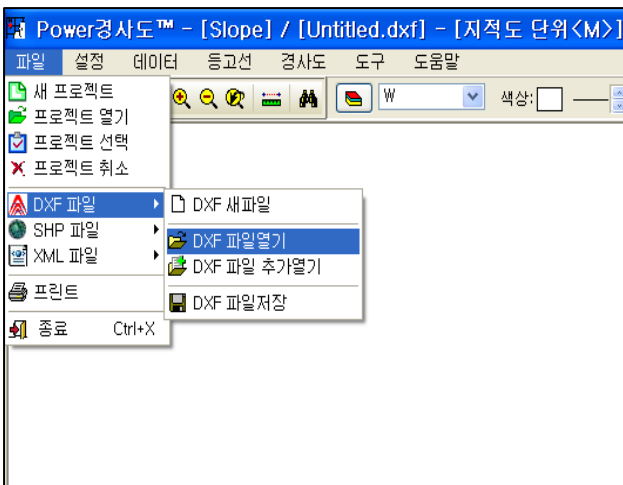 Power경사도™ - [Slope] / [Untitled.dxf] - [지적도 단위<M>]
파일 설정 데이터 등고선 경사도 도구 도움말
새 프로젝트
W 색상:
프로젝트 열기
프로젝트 선택
프로젝트 취소
DXF 파일
DXF 새파일
SHP 파일
DXF 파일열기
XML 파일
DXF 파일 추가열기
프린트
DXF 파일저장
종료 Ctrl+X